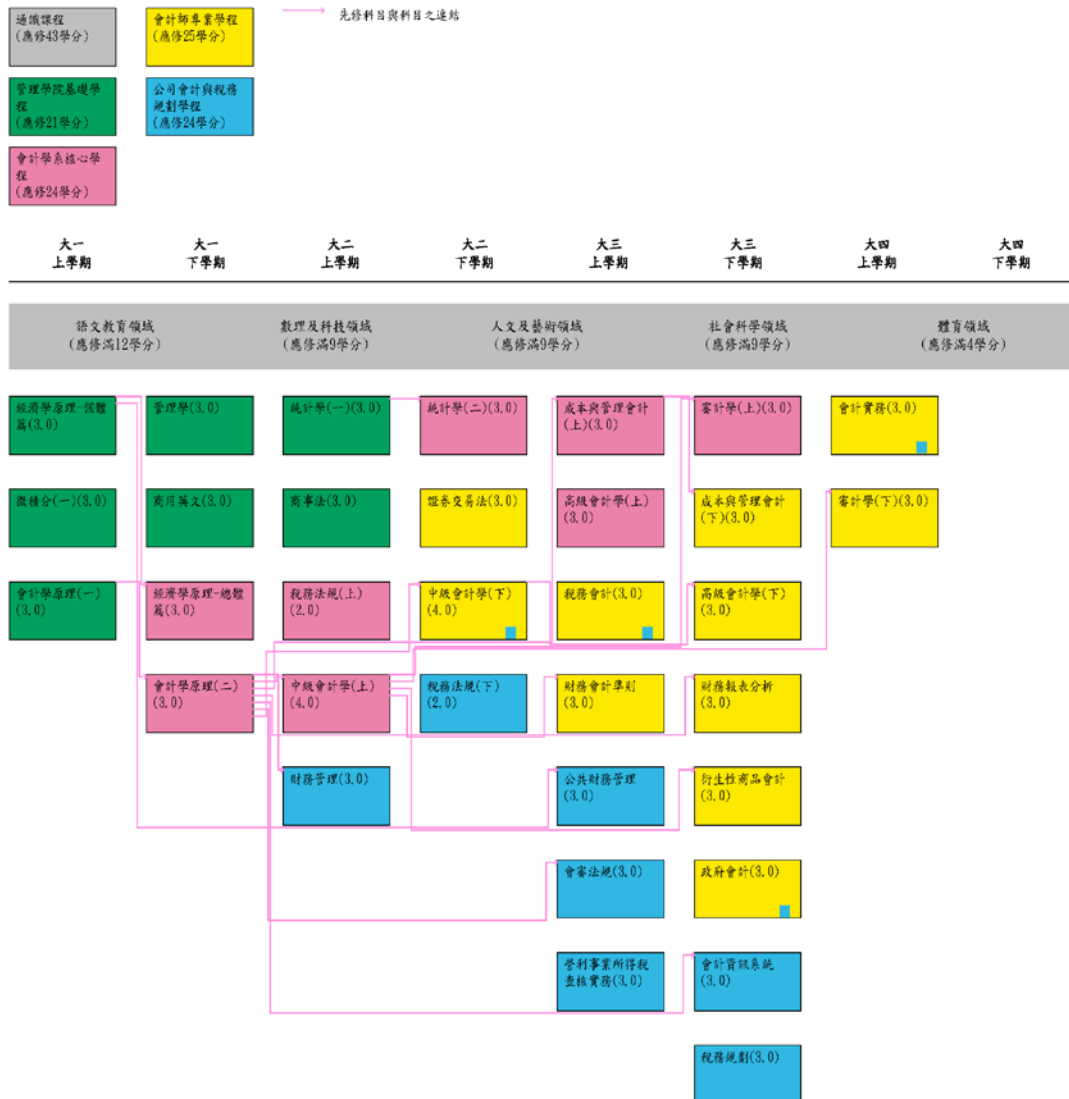 通識課程
(應修43學分)
會計師專業學程
(應修25學分)
先修科目與科目之連結
管理學院基礎學
程
(應修21學分)
公司會計與稅務
規劃學程
(應修24學分)
會計學系核心學
程
(應修24學分)
大一
上學期
大一
下學期
大二
上學期
大二
下學期
大三
上學期
大三
下學期
大四
上學期
大四
下學期
語文教育領域
(應修滿12學分)
數理及科技領域
(應修滿9學分)
人文及藝術領域
(應修滿9學分)
社會科學領域
(應修滿9學分)
體育領域
(應修滿4學分)
經濟學原理-個體
篇(3.0)
管理學(3.0)
統計學(一)(3.0)
統計學(二)(3.0)
成本與管理會計
(上)(3.0)
審計學(上)(3.0)
會計實務(3.0)
微積分(一)(3.0)
商用英文(3.0)
商事法(3.0)
證券交易法(3.0)
高級會計學(上)
(3.0)
成本與管理會計
(下)(3.0)
審計學(下)(3.0)
會計學原理(一)
(3.0)
經濟學原理-總體
篇(3.0)
稅務法規(上)
(2.0)
中級會計學(下)
(4.0)
稅務會計(3.0)
高級會計學(下)
(3.0)
會計學原理(二)
(3.0)
中級會計學(上)
(4.0)
稅務法規(下)
(2.0)
財務會計準則
(3.0)
財務報表分析
(3.0)
財務管理(3.0)
公共財務管理
(3.0)
衍生性商品會計
(3.0)
會審法規(3.0)
政府會計(3.0)
營利事業所得稅
查核實務(3.0)
會計資訊系統
(3.0)
稅務規劃(3.0)